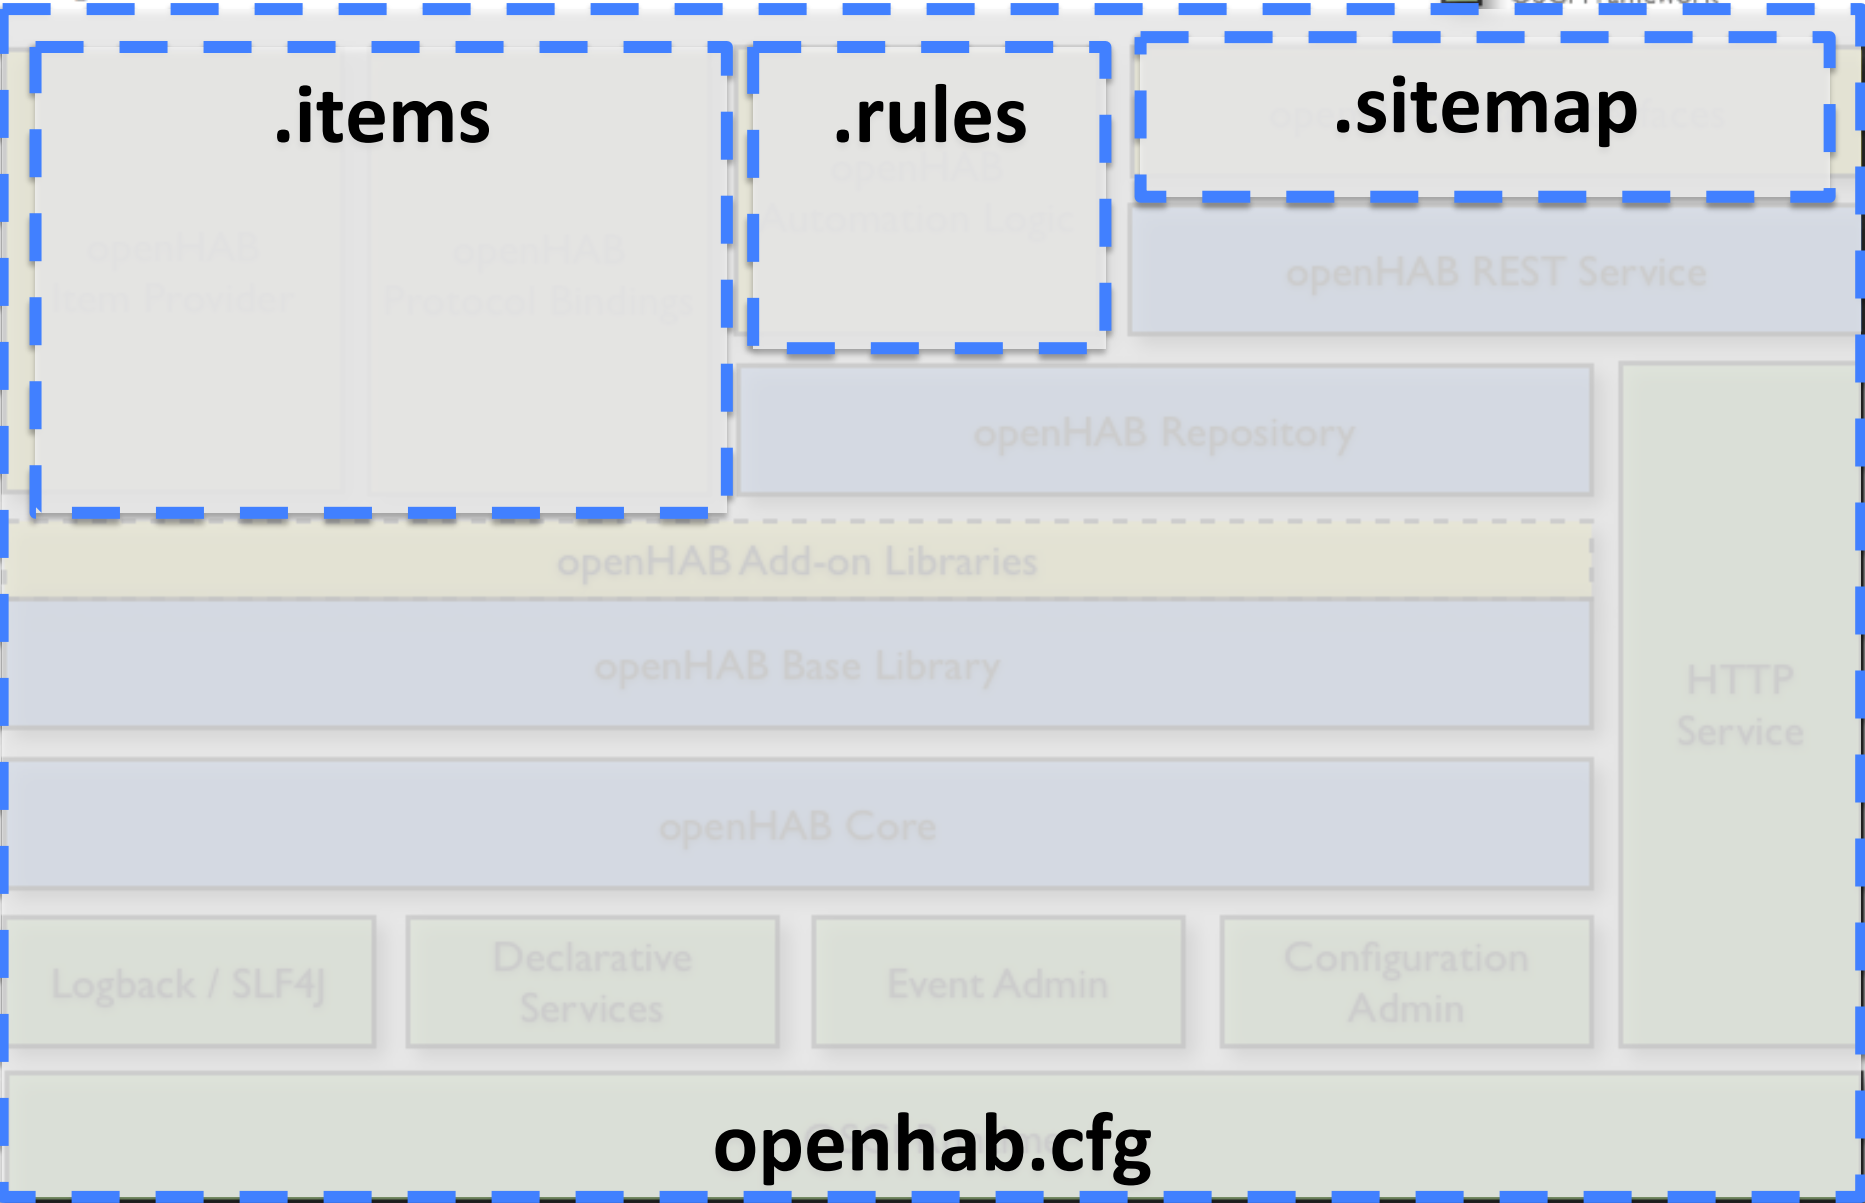 .items
.rules
.sitemap
openHAB
Automation Logic
openHAB
Item Provider
openHAB
Protocol Bindings
openHAB REST Service
openHAB Repository
openHAB Add-on Libraries
openHAB Base Library
HTTP
Service
openHAB Core
Logback / SLF4J
Declarative
Services
Event Admin
Configuration
Admin
openhab.cfg